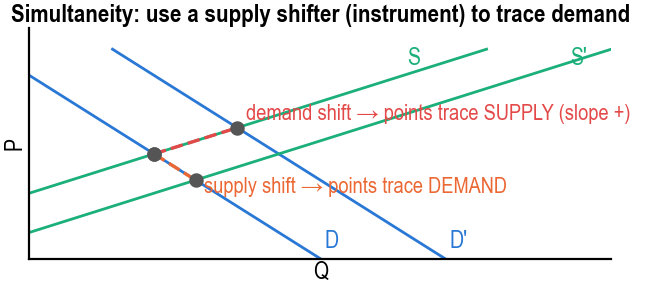 Simultaneity: use a supply shifter (instrument) to trace demand
S
S'
demand shift → points trace SUPPLY (slope +)
P
supply shift → points trace DEMAND
D
D'
Q